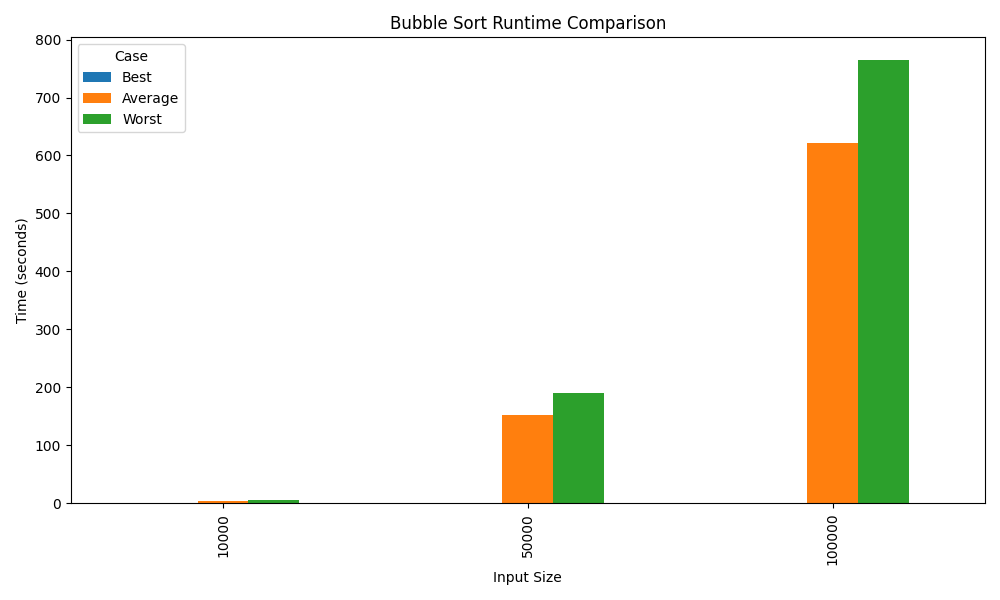 Bubble Sort Runtime Comparison
Case
Best
Average
Worst
Time (seconds)
800
700
600
500
400
300
200
100
0
10000
50000
100000
Input Size